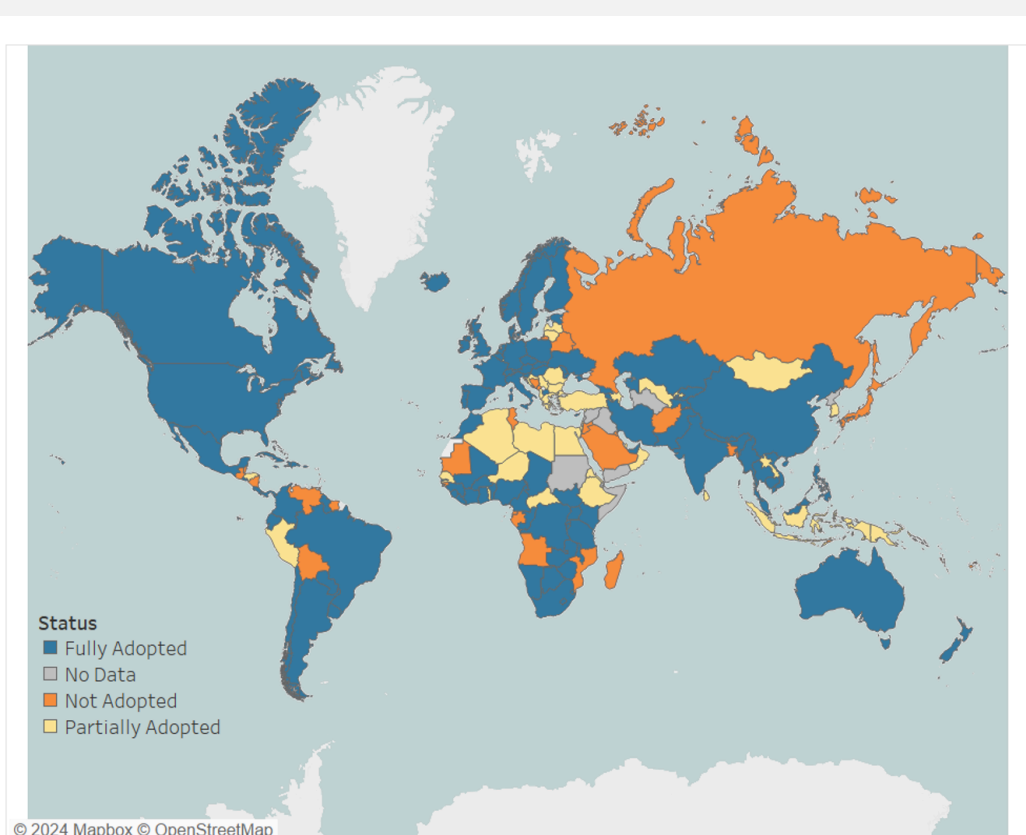 Status
Fully Adopted
No Data
Not Adopted
Partially Adopted
© 2024 Mapbox © OpenStreetMap